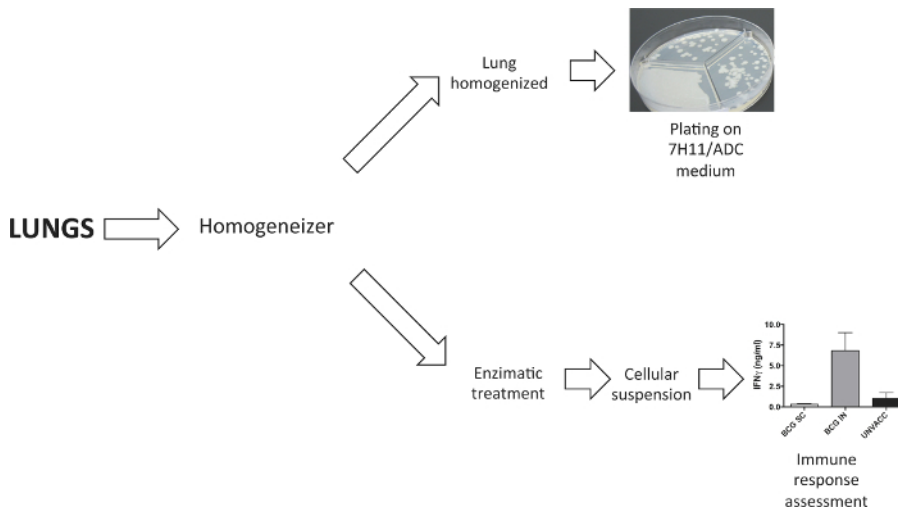 Lung
homogenized
Plating on
7H11/ADC
medium
LUNGS
Homogeneizer
Enzimatic
treatment
Cellular
suspension
IFNγ (ng/ml)
10.0
7.5
5.0
2.5
0.0
BCG SC
BCG IN
UNVACC
Immune
response
assessment